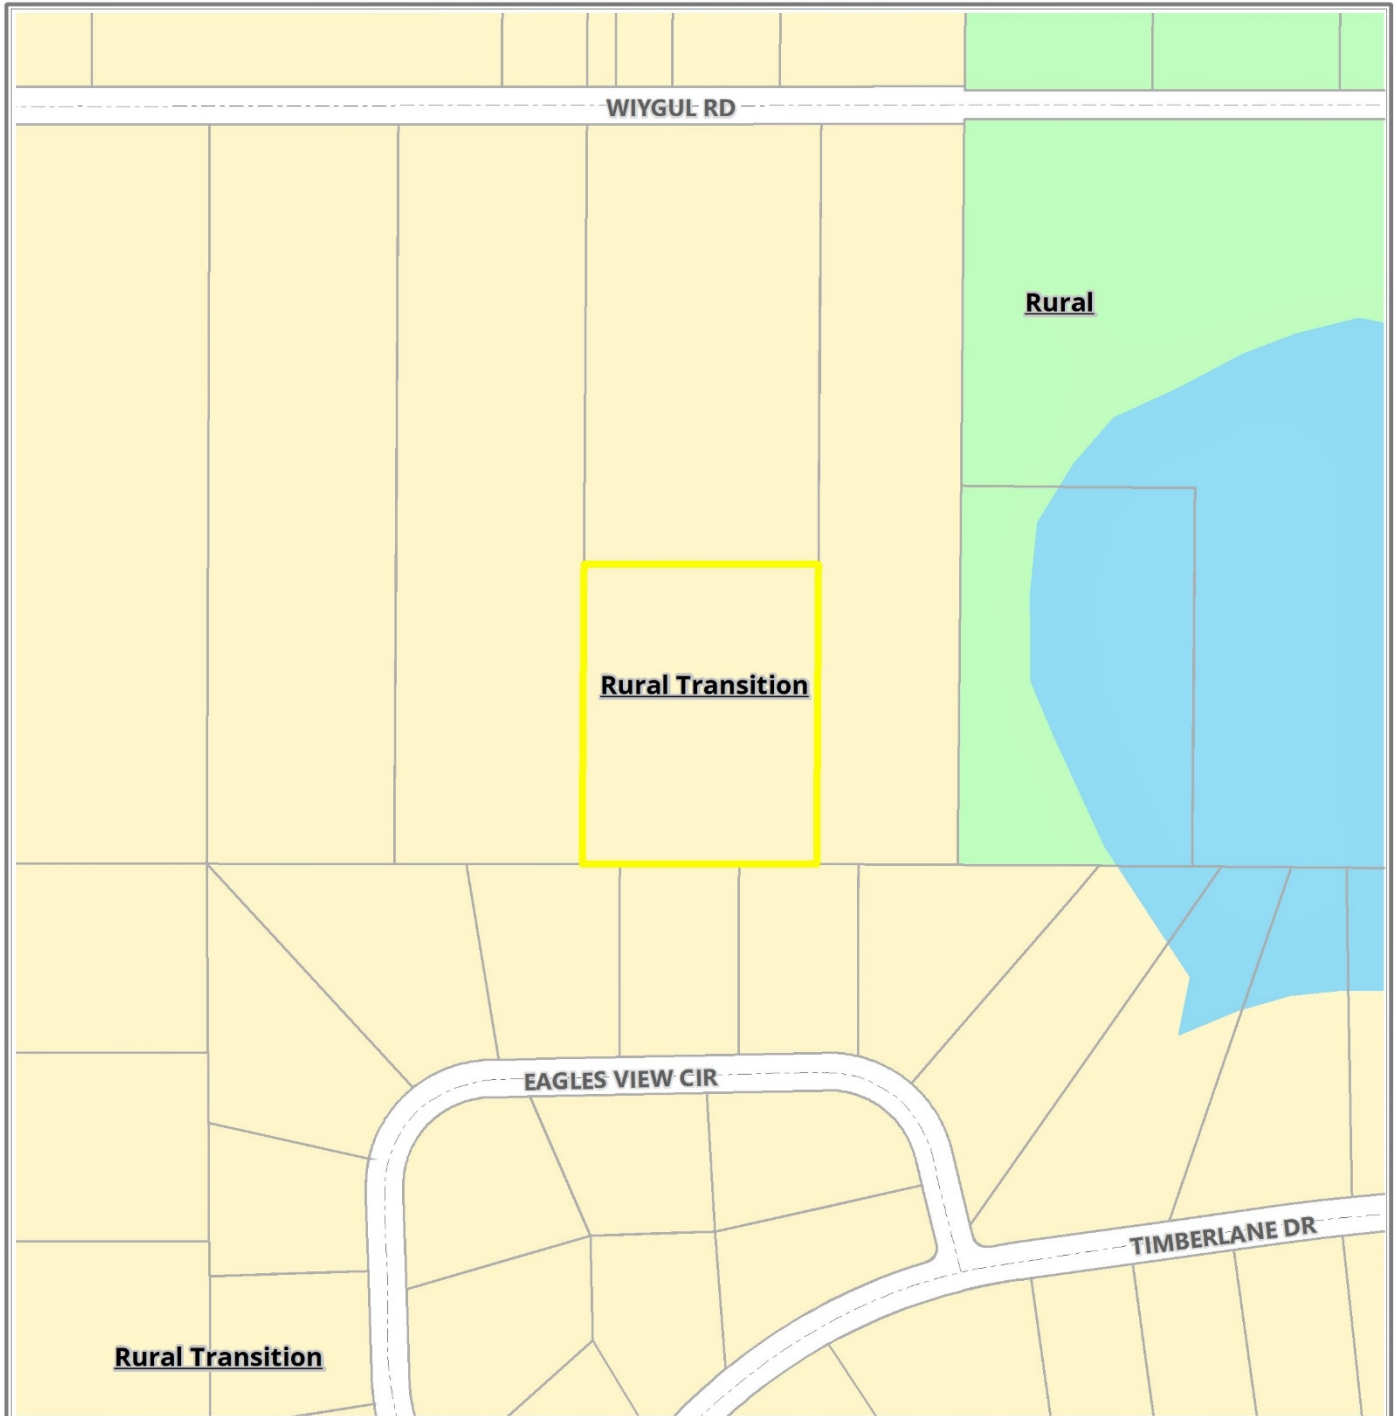 WIYGUL RD
Rural
Rural Transition
EAGLES VIEW CIR
TIMBERLANE DR
Rural Transition